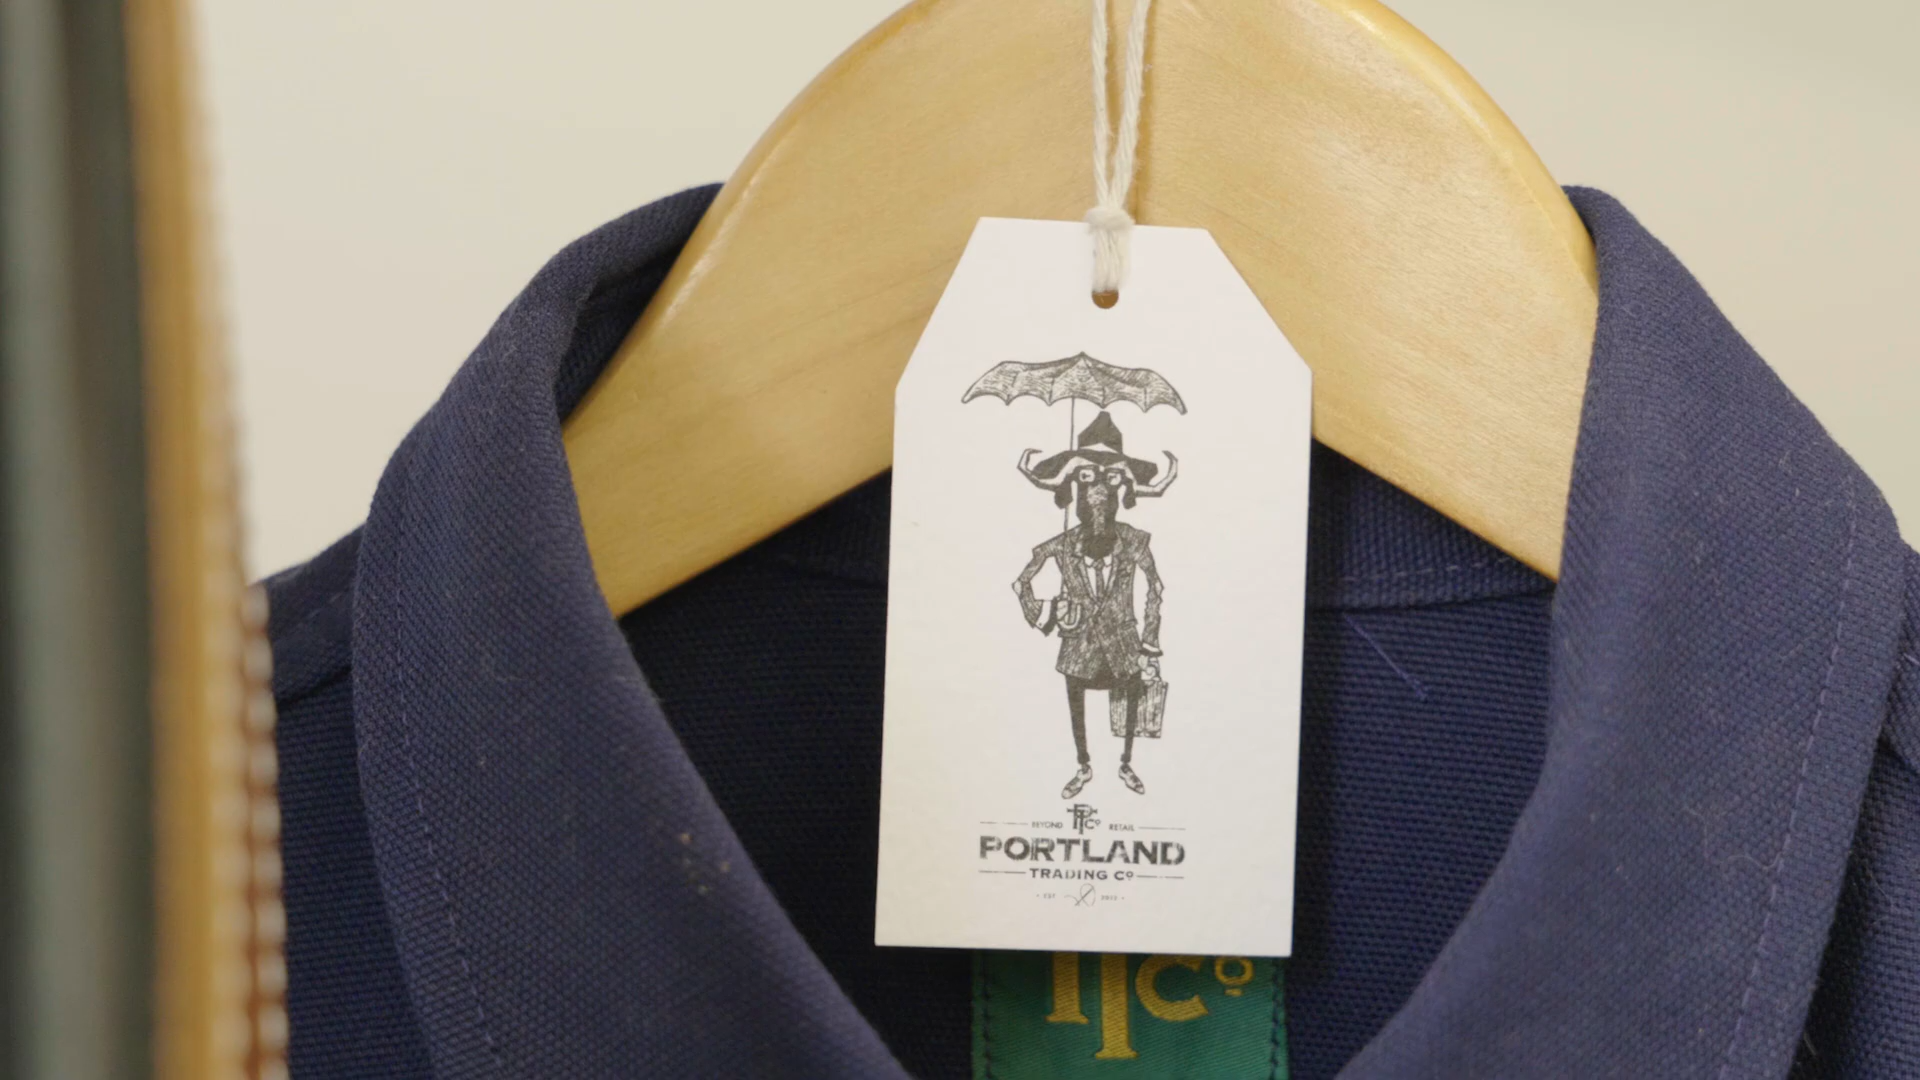 BEYOND PTCº RETAIL
PORTLAND
TRADING Cº
EST
PTCº